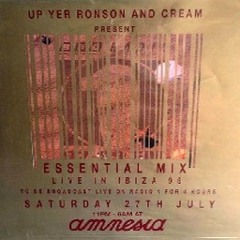 UP YER RONSON AND CREAM
PRESENT
ESSENTIAL MIX
LIVE IN IBIZA 96
TO BE BROADCAST LIVE ON RADIO 1 FOR 4 HOURS
SATURDAY 27TH JULY
11PM - 8AM AT
amnesia